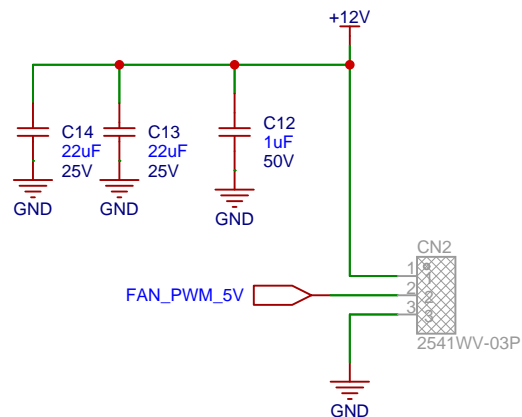 +12V
C14
22uF
25V
GND
C13
22uF
25V
GND
C12
1uF
50V
GND
CN2
1 1
FAN_PWM_5V
2 2
3 3
2541WV-03P
GND